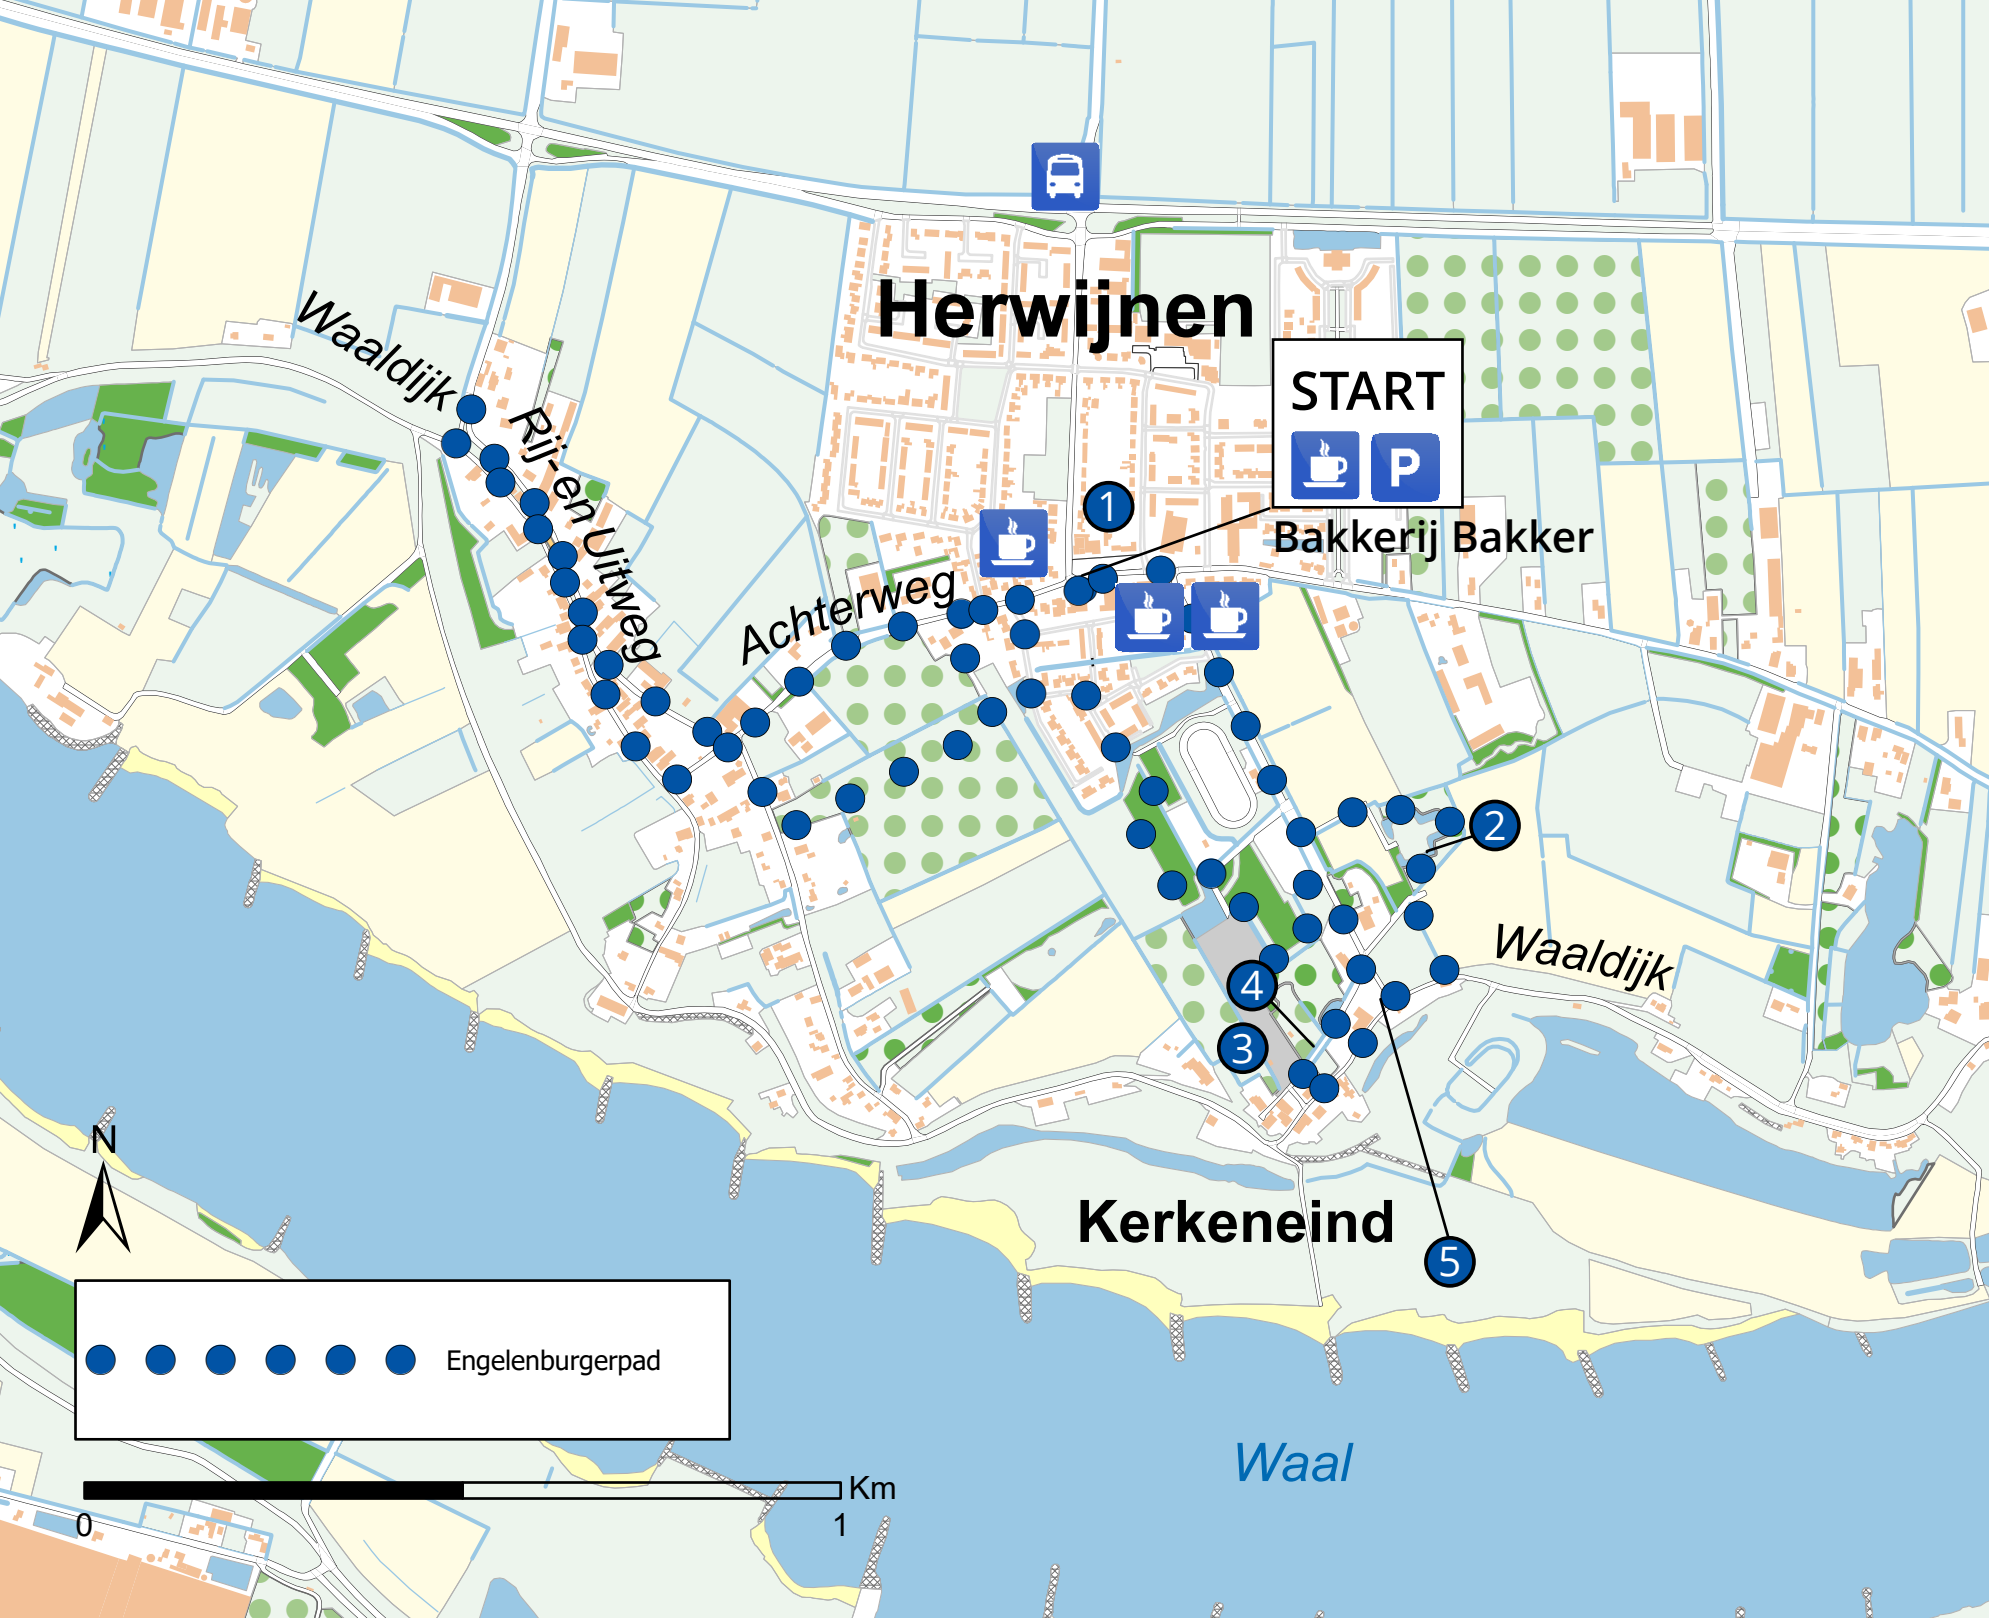 Herwijnen
Waaldijk
Rij- en Uitweg
START
P
Bakkerij Bakker
1
Achterweg
2
Waaldijk
4
3
N
Kerkeneind
5
Engelenburgerpad
Waal
Km
0
1